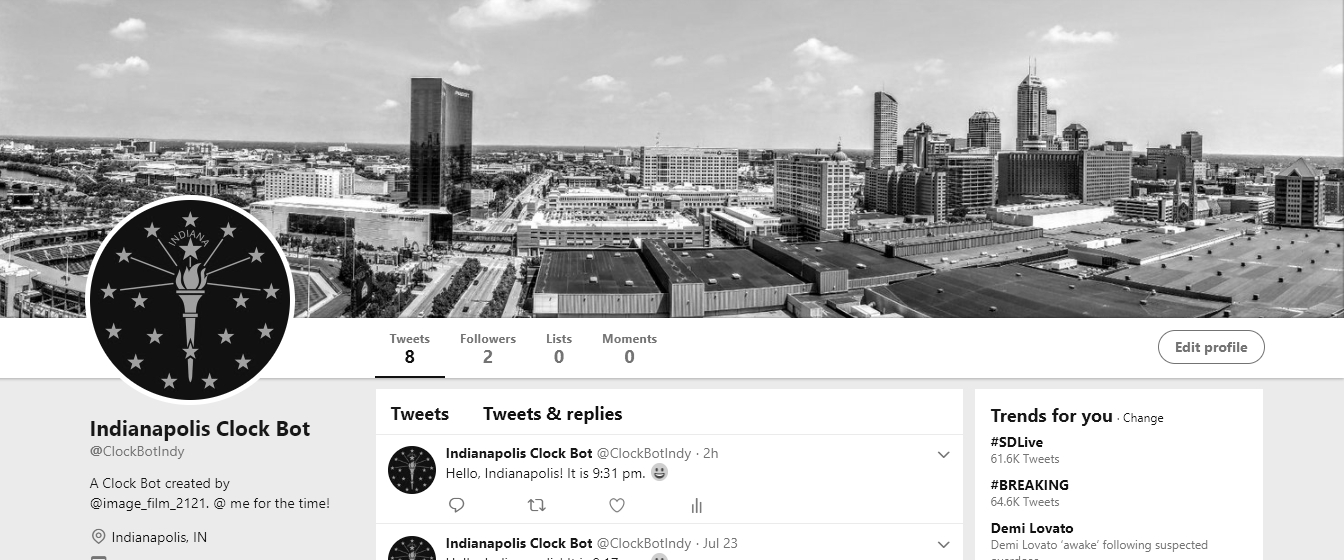 INDIANA
Tweets
8
Followers
2
Lists
0
Moments
0
Edit profile
Indianapolis Clock Bot
@ClockBotIndy
A Clock Bot created by
@image_film_2121. @ me for the time!
Indianapolis, IN
Tweets Tweets & replies
Indianapolis Clock Bot @ClockBotIndy · 2h
Hello, Indianapolis! It is 9:31 pm. 😀
Indianapolis Clock Bot @ClockBotIndy · Jul 23
Trends for you · Change
#SDLive
61.6K Tweets
#BREAKING
64.6K Tweets
Demi Lovato
Demi Lovato 'awake' following suspected